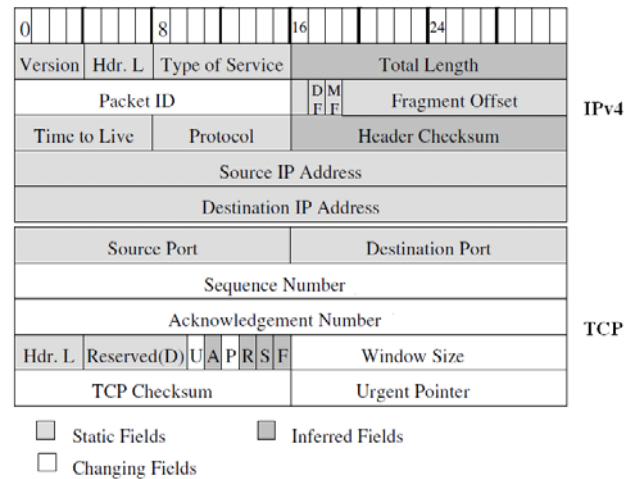 0 8 16 24
Version Hdr. L Type of Service Total Length
Packet ID D F M F Fragment Offset
IPv4
Time to Live Protocol Header Checksum
Source IP Address
Destination IP Address
Source Port Destination Port
Sequence Number
Acknowledgement Number
TCP
Hdr. L Reserved(D) U A P R S F Window Size
TCP Checksum Urgent Pointer
Static Fields Inferred Fields
Changing Fields